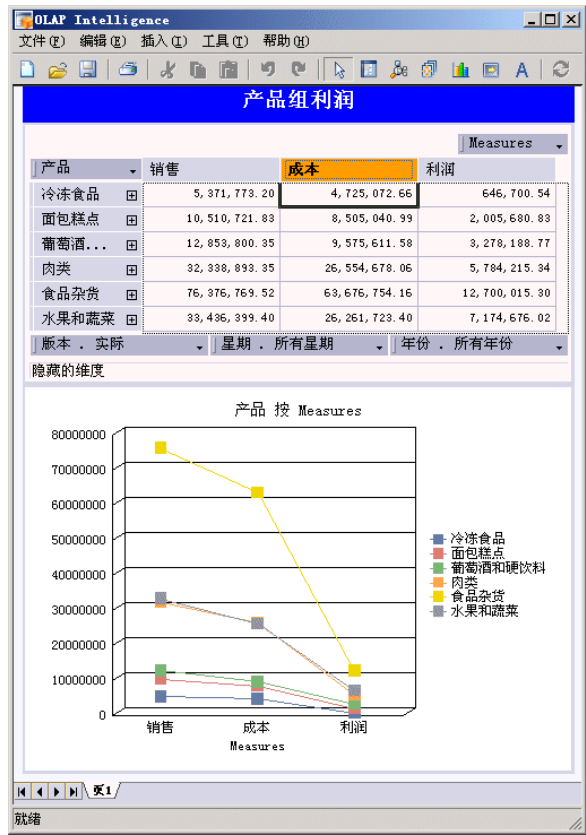 OLAP Intelligence
文件(F) 编辑(E) 插入(I) 工具(T) 帮助(H)
产品组利润
Measures
产品 销售 成本 利润
冷冻食品 5,371,773.20 4,725,072.66 646,700.54
面包糕点 10,510,721.83 8,505,040.99 2,005,680.83
葡萄酒... 12,853,800.35 9,575,611.58 3,278,188.77
肉类 32,338,893.35 26,554,678.06 5,784,215.34
食品杂货 76,376,769.52 63,676,754.16 12,700,015.30
水果和蔬菜 33,436,399.40 26,261,723.40 7,174,676.02
版本 . 实际 星期 . 所有星期 年份 . 所有年份
隐藏的维度
产品 按 Measures
80000000
70000000
60000000
50000000
40000000
30000000
20000000
10000000
0
销售 成本 利润
Measures
冷冻食品
面包糕点
葡萄酒和硬饮料
肉类
食品杂货
水果和蔬菜
页1
就绪